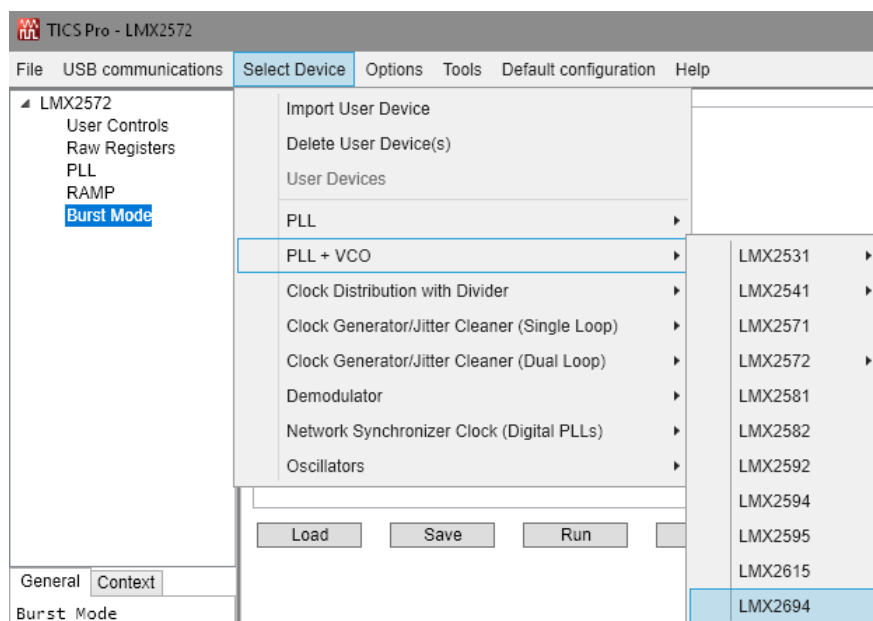 TICS Pro - LMX2572
File USB communications Select Device Options Tools Default configuration Help
LMX2572
User Controls
Raw Registers
PLL
RAMP
Burst Mode
Import User Device
Delete User Device(s)
User Devices
PLL
PLL + VCO
Clock Distribution with Divider
Clock Generator/Jitter Cleaner (Single Loop)
Clock Generator/Jitter Cleaner (Dual Loop)
Demodulator
Network Synchronizer Clock (Digital PLLs)
Oscillators
LMX2531
LMX2541
LMX2571
LMX2572
LMX2581
LMX2582
LMX2592
LMX2594
LMX2595
LMX2615
LMX2694
Load Save Run
General Context
Burst Mode